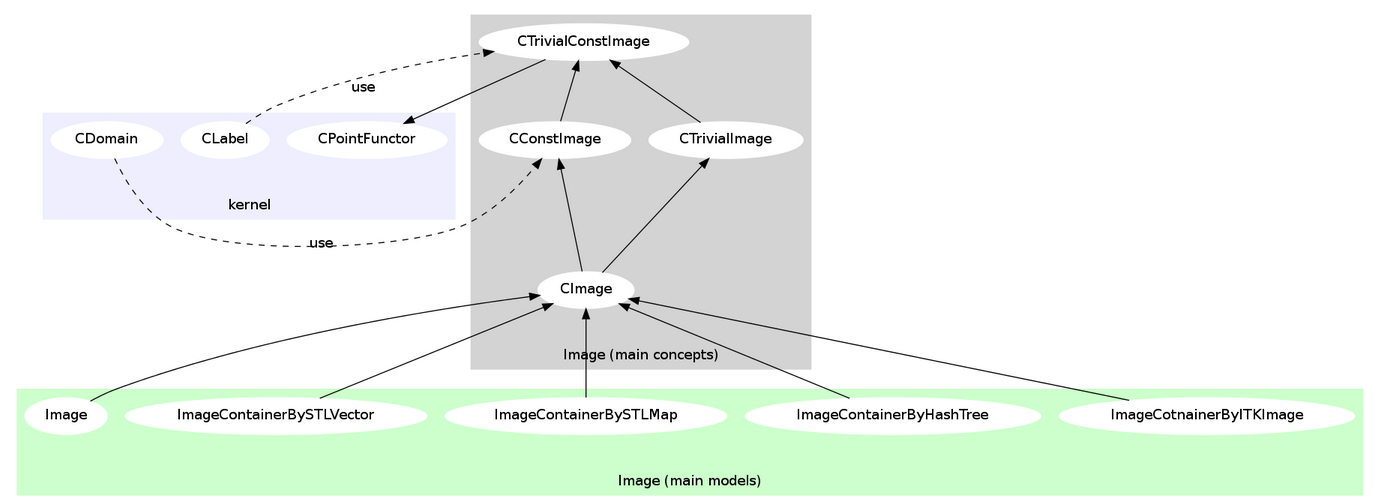 CTrivialConstImage
use
CDomain
CLabel
CPointFunctor
CConstImage
CTrivialImage
kernel
use
CImage
Image (main concepts)
Image
ImageContainerBySTLVector
ImageContainerBySTLMap
ImageContainerByHashTree
ImageCotnainerByITKImage
Image (main models)